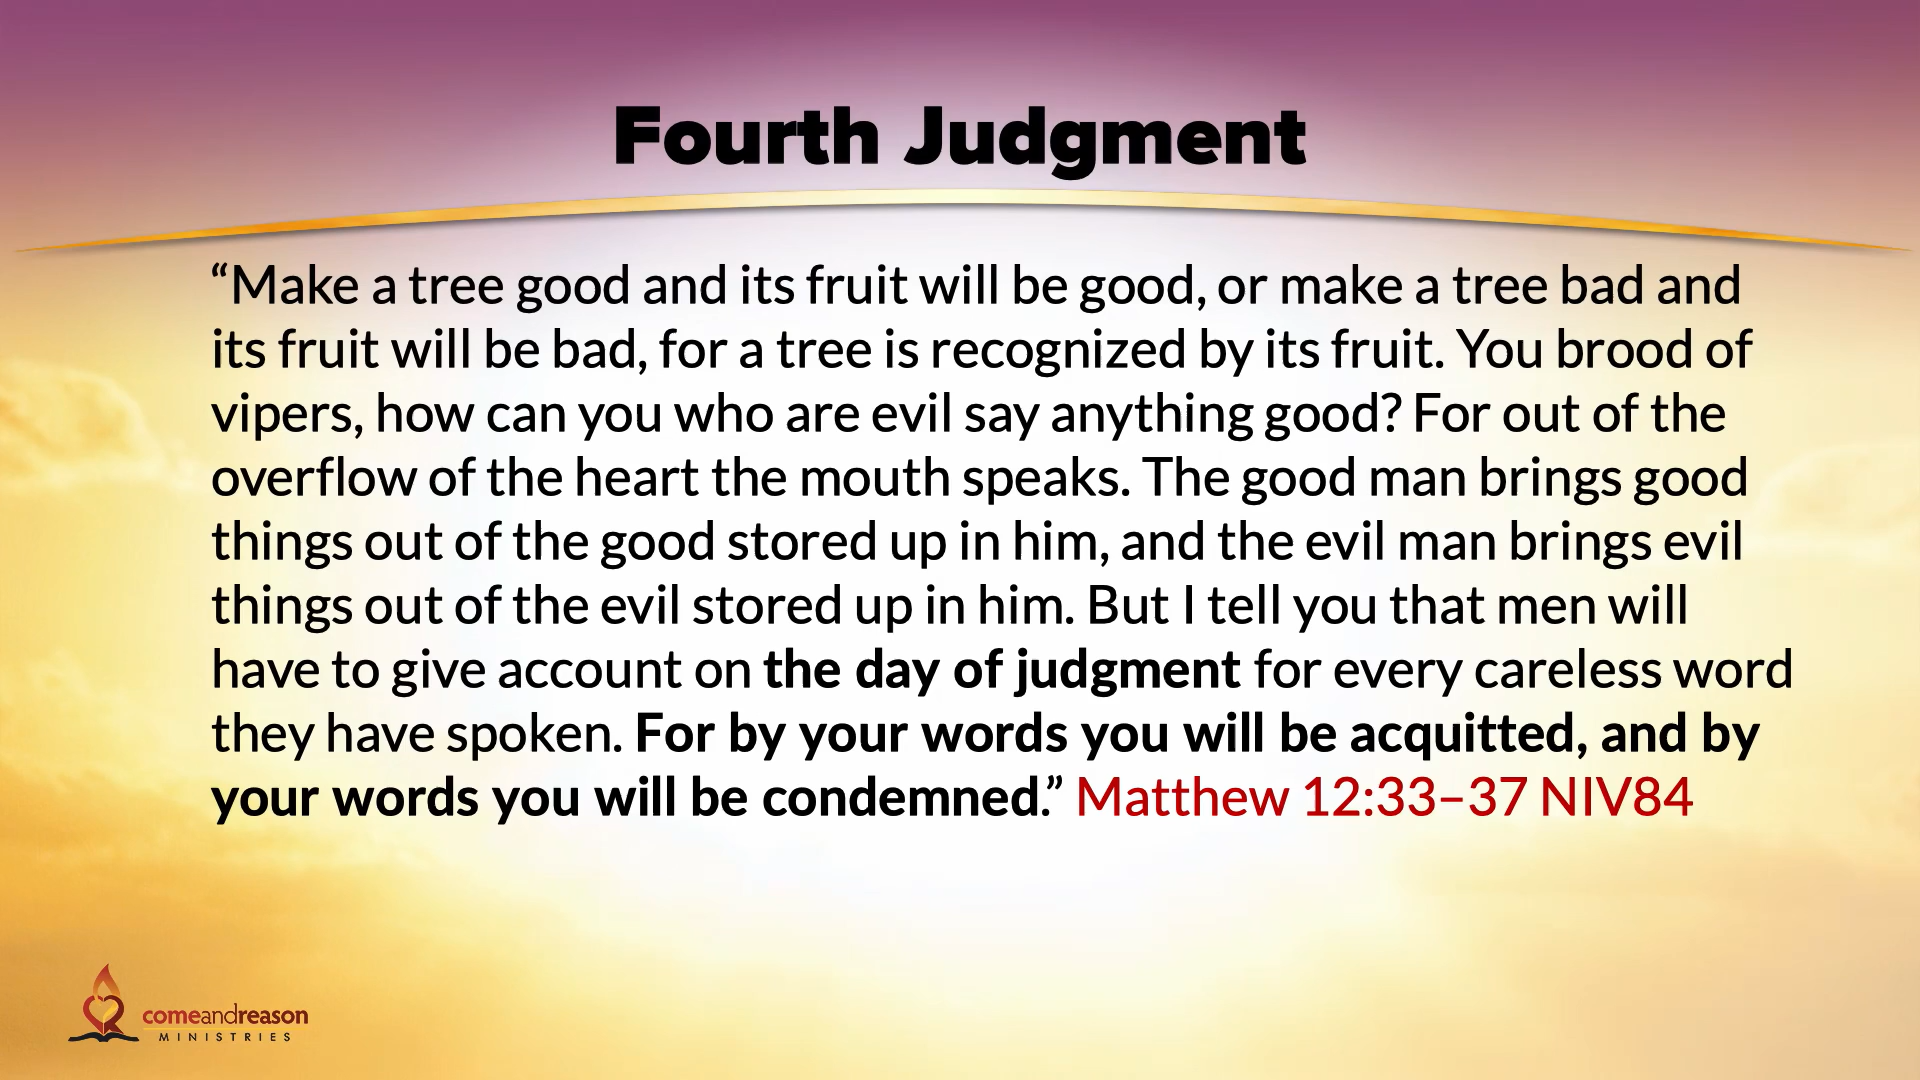 Fourth Judgment
“Make a tree good and its fruit will be good, or make a tree bad and
its fruit will be bad, for a tree is recognized by its fruit. You brood of
vipers, how can you who are evil say anything good? For out of the
overflow of the heart the mouth speaks. The good man brings good
things out of the good stored up in him, and the evil man brings evil
things out of the evil stored up in him. But I tell you that men will
have to give account on the day of judgment for every careless word
they have spoken. For by your words you will be acquitted, and by
your words you will be condemned.” Matthew 12:33–37 NIV84
comeandreason
MINISTRIES